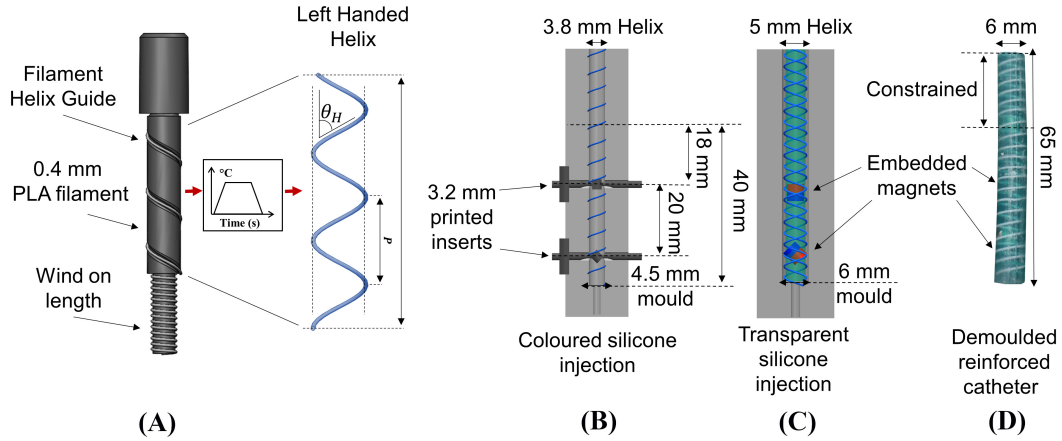 Left Handed
Helix
Filament
Helix Guide
θH
0.4 mm
PLA filament
°C
Time (s)
P
Wind on
length
(A)
3.8 mm Helix
18 mm
40 mm
3.2 mm
printed
inserts
20 mm
4.5 mm
mould
Coloured silicone
injection
(B)
5 mm Helix
6 mm
mould
Transparent
silicone
injection
(C)
6 mm
Constrained
65 mm
Embedded
magnets
Demoulded
reinforced
catheter
(D)